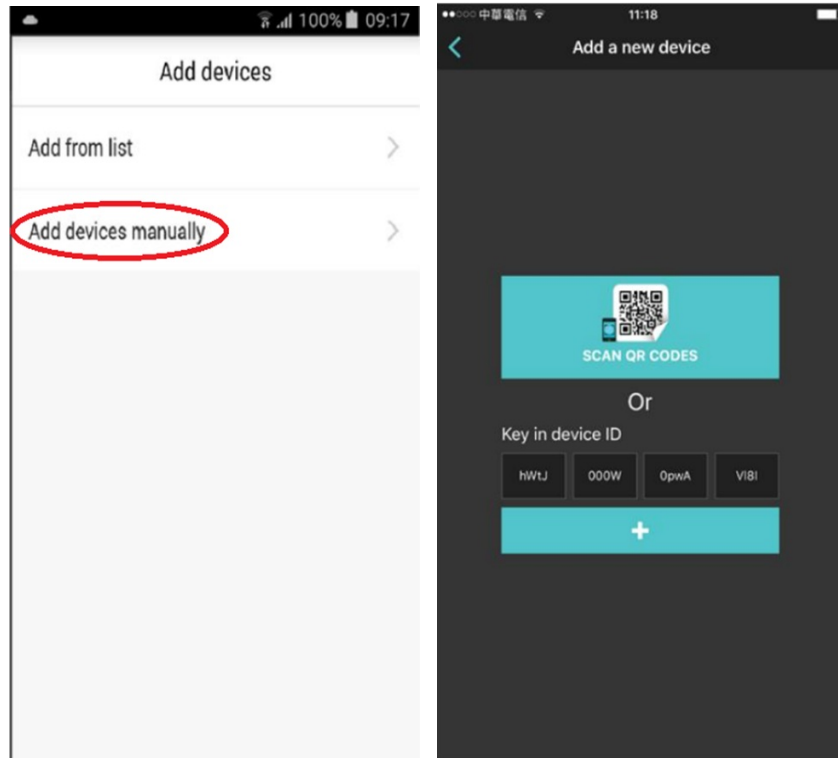 100% 09:17
Add devices
Add from list
Add devices manually
中華電信 11:18
Add a new device
SCAN QR CODES
Or
Key in device ID
hWtJ 000W 0pwA Vl8l
+